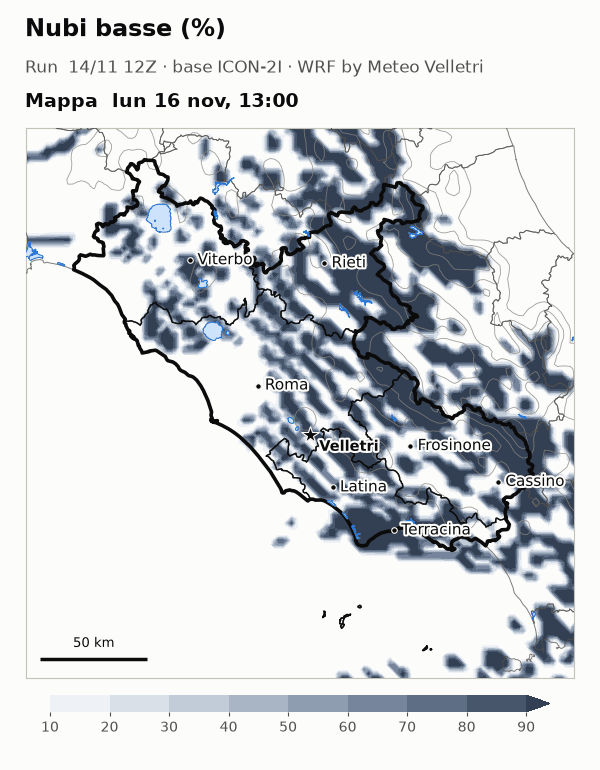 Nubi basse (%)
Run 14/11 12Z · base ICON-2I · WRF by Meteo Velletri
Mappa lun 16 nov, 13:00
Viterbo
Rieti
Roma
Velletri
Frosinone
Cassino
Latina
Terracina
50 km
10 20 30 40 50 60 70 80 90